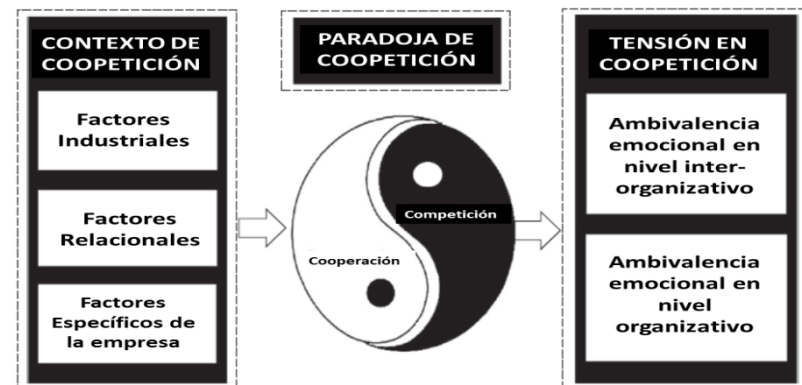 CONTEXTO DE
COOPETICIÓN
Factores
Industriales
Factores
Relacionales
Factores
Específicos de
la empresa
PARADOJA DE
COOPETICIÓN
Competición
Cooperación
TENSIÓN EN
COOPETICIÓN
Ambivalencia
emocional en
nivel inter-
organizativo
Ambivalencia
emocional en
nivel
organizativo